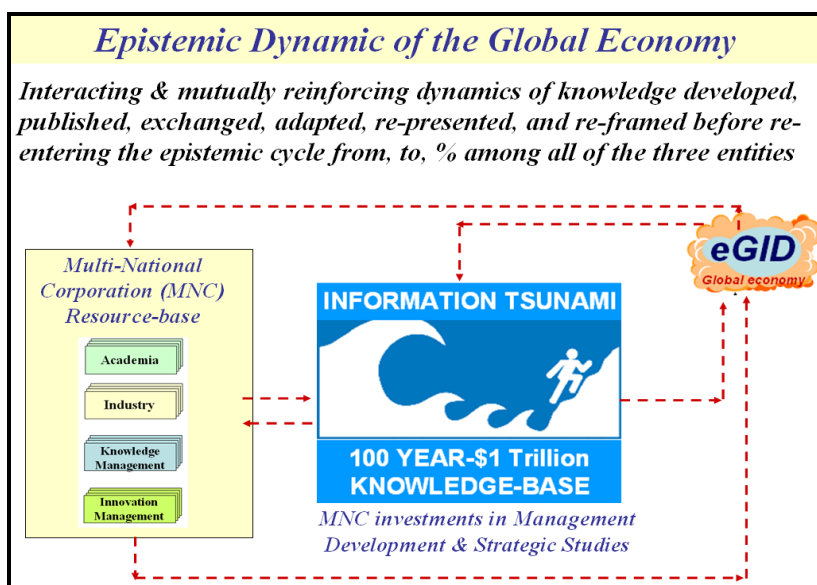 Epistemic Dynamic of the Global Economy
Interacting & mutually reinforcing dynamics of knowledge developed,
published, exchanged, adapted, re-presented, and re-framed before re-
entering the epistemic cycle from, to, % among all of the three entities
Multi-National
Corporation (MNC)
Resource-base
Academia
Industry
Knowledge
Management
Innovation
Management
INFORMATION TSUNAMI
100 YEAR-$1 Trillion
KNOWLEDGE-BASE
MNC investments in Management
Development & Strategic Studies
eGID
Global economy